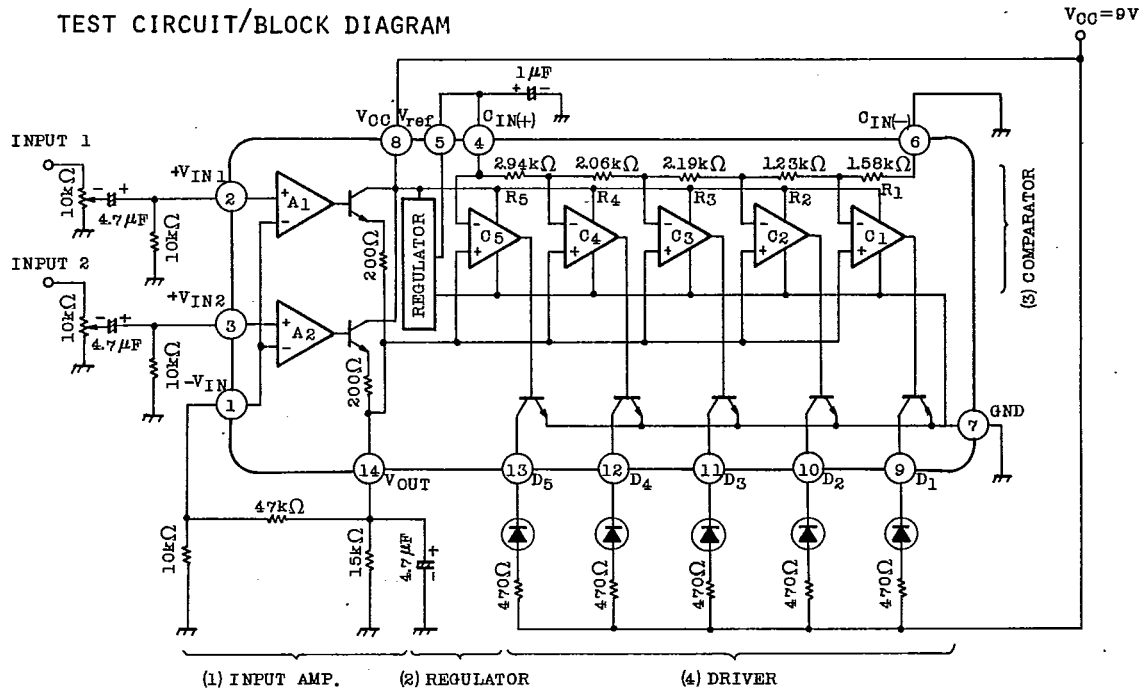 TEST CIRCUIT/BLOCK DIAGRAM
VCC=9V
1μF
+ -
VCC
Vref
CIN(+)
CIN(-)
8
5
4
6
INPUT 1
10kΩ
- +
4.7μF
10kΩ
+VIN1
2
INPUT 2
10kΩ
- +
4.7μF
10kΩ
+VIN2
3
-VIN
1
+
A1
-
200Ω
+
A2
-
200Ω
REGULATOR
2.94kΩ
2.06kΩ
2.19kΩ
1.23kΩ
1.58kΩ
R5
R4
R3
R2
R1
-
C5
+
-
C4
+
-
C3
+
-
C2
+
-
C1
+
(3) COMPARATOR
GND
7
14
VOUT
13
D5
12
D4
11
D3
10
D2
9
D1
47kΩ
10kΩ
15kΩ
4.7μF
+
-
470Ω
470Ω
470Ω
470Ω
470Ω
(1) INPUT AMP.
(2) REGULATOR
(4) DRIVER